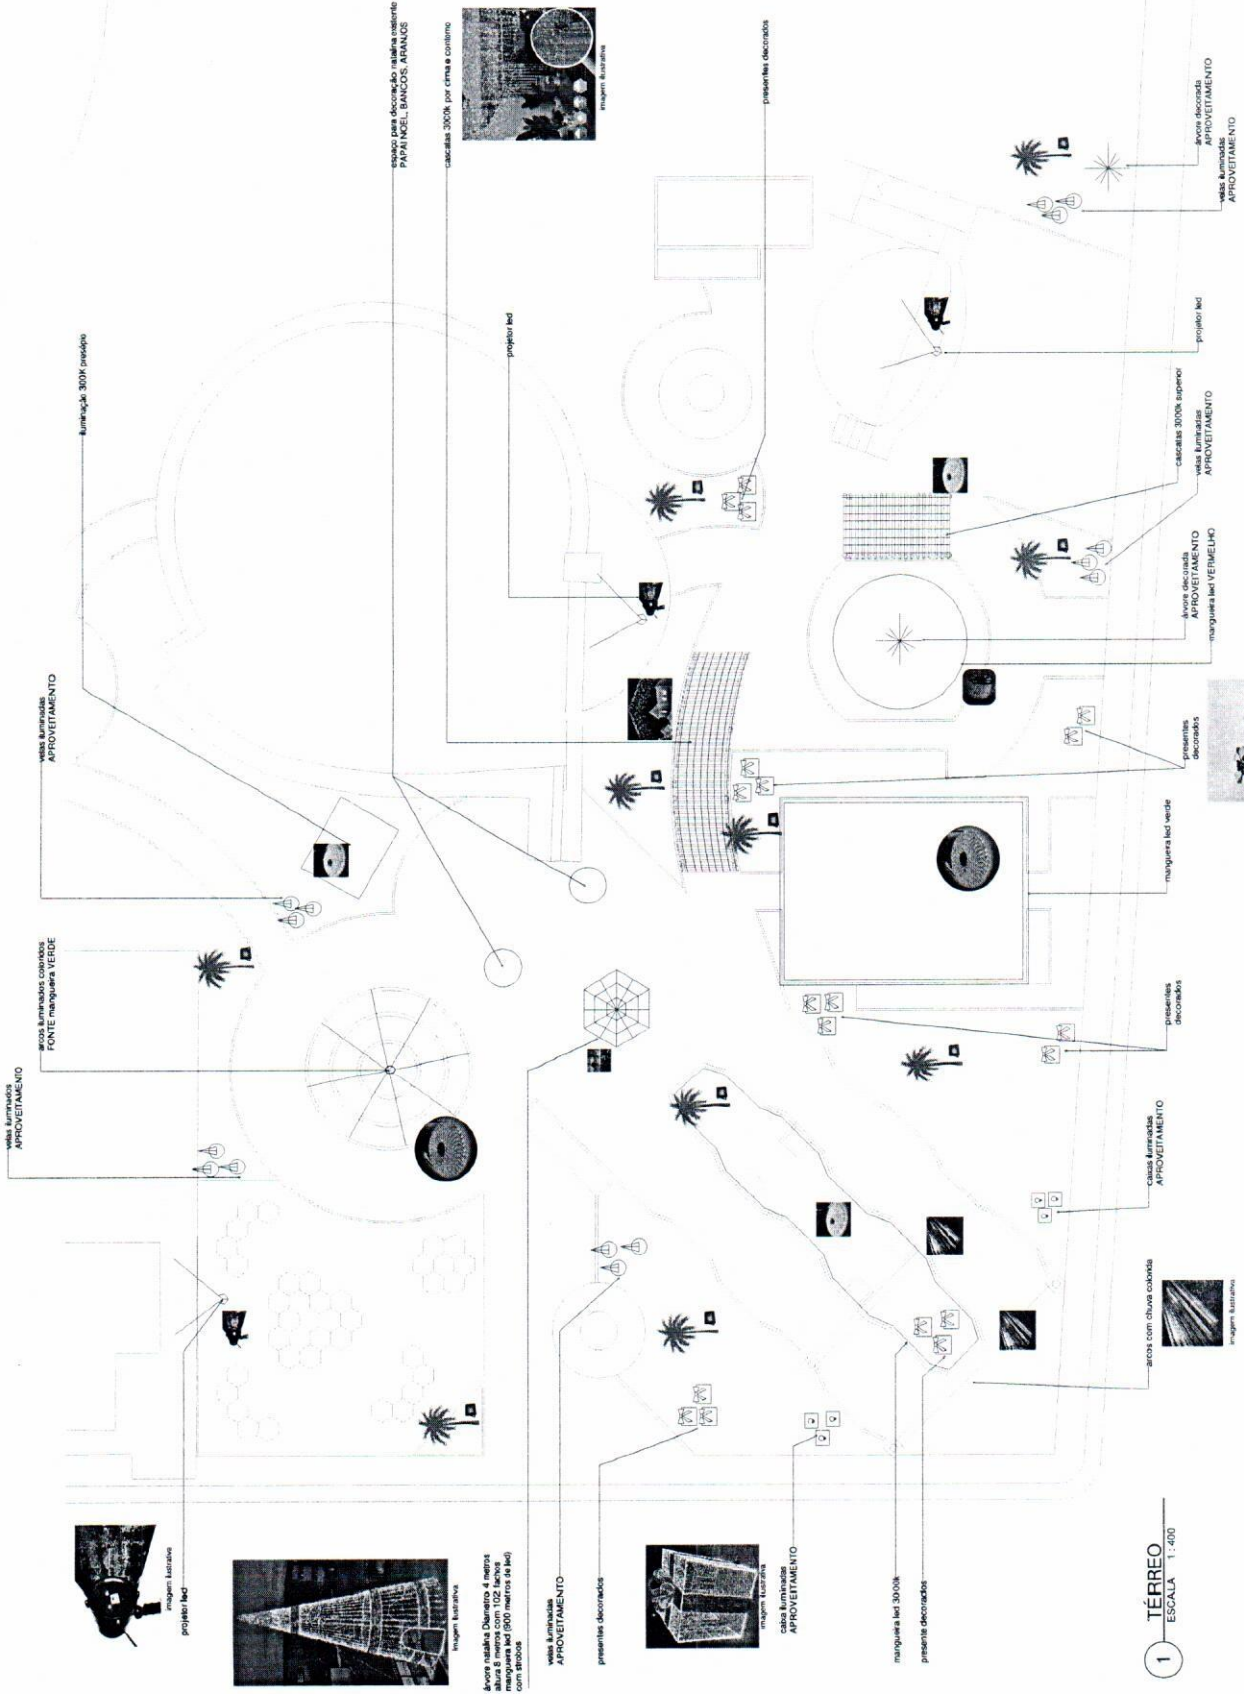 imagem ilustrativa
projetor led
imagem ilustrativa
árvore natalina Diametro 4 metros
altura 8 metros com 102 fachos
mangueira led (900 metros de led)
com strobos
velas iluminadas
APROVEITAMENTO
presentes decorados
imagem ilustrativa
caixa iluminadas
APROVEITAMENTO
mangueira led 3000k
presente decorados
1
TÉRREO
ESCALA 1 : 400
velas iluminados
APROVEITAMENTO
arcos iluminados coloridos
FONTE mangueira VERDE
velas iluminadas
APROVEITAMENTO
iluminação 300K presépio
espaço para decoração natalina existente
PAPAI NOEL, BANCOS, ARANJOS
cascatas 3000k por cima e contorno
imagem ilustrativa
projetor led
presentes decorados
arcos com chuva colorida
imagem ilustrativa
caixas iluminadas
APROVEITAMENTO
presentes
decorados
mangueira led verde
presentes
decorados
árvore decorada
APROVEITAMENTO
mangueira led VERMELHO
cascatas 3000k superior
velas iluminadas
APROVEITAMENTO
projetor led
árvore decorada
APROVEITAMENTO
velas iluminadas
APROVEITAMENTO